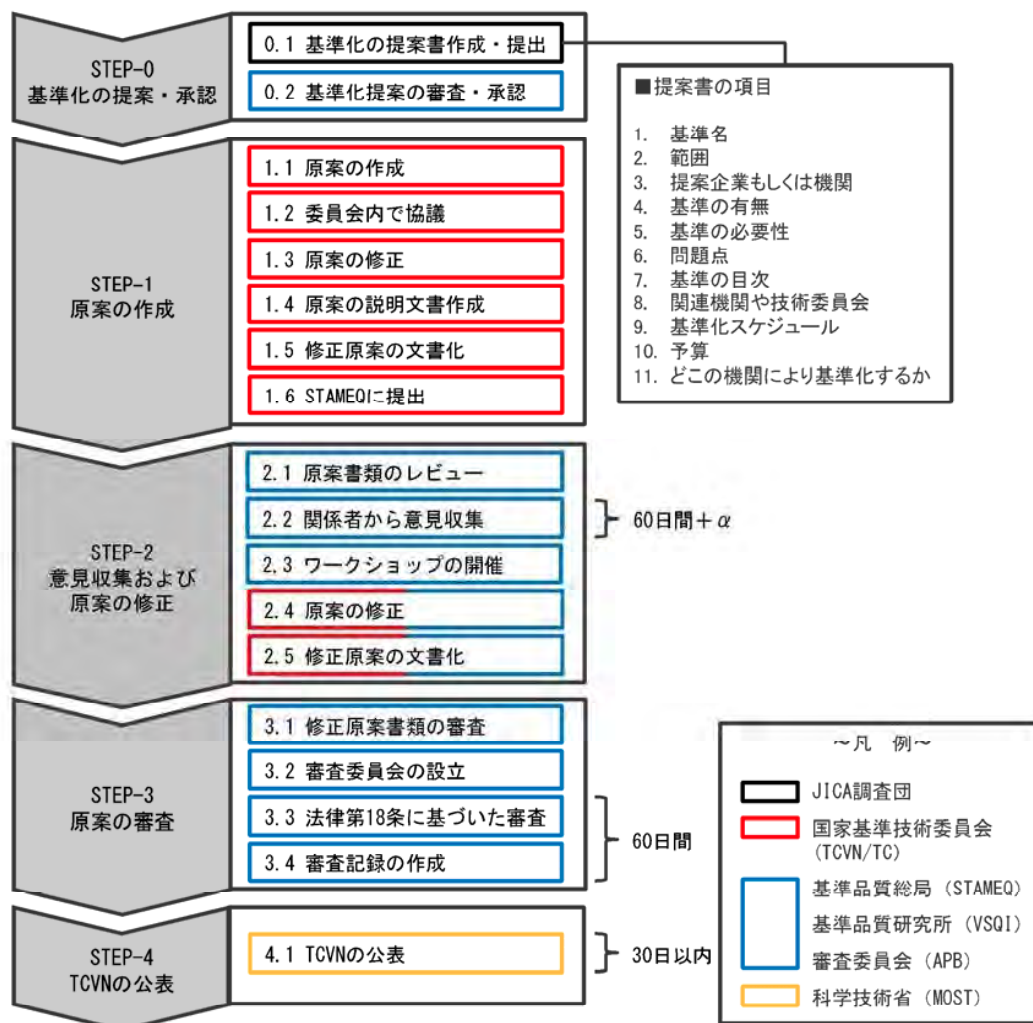 STEP-0
基準化の提案・承認
0.1 基準化の提案書作成・提出
0.2 基準化提案の審査・承認
■提案書の項目
1. 基準名
2. 範囲
3. 提案企業もしくは機関
4. 基準の有無
5. 基準の必要性
6. 問題点
7. 基準の目次
8. 関連機関や技術委員会
9. 基準化スケジュール
10. 予算
11. どこの機関により基準化するか
STEP-1
原案の作成
1.1 原案の作成
1.2 委員会内で協議
1.3 原案の修正
1.4 原案の説明文書作成
1.5 修正原案の文書化
1.6 STAMEQに提出
STEP-2
意見収集および
原案の修正
2.1 原案書類のレビュー
2.2 関係者から意見収集
60日間+α
2.3 ワークショップの開催
2.4 原案の修正
2.5 修正原案の文書化
STEP-3
原案の審査
3.1 修正原案書類の審査
3.2 審査委員会の設立
3.3 法律第18条に基づいた審査
3.4 審査記録の作成
60日間
STEP-4
TCVNの公表
4.1 TCVNの公表
30日以内
~凡 例~
JICA調査団
国家基準技術委員会
(TCVN/TC)
基準品質総局(STAMEQ)
基準品質研究所(VSQI)
審査委員会(APB)
科学技術省(MOST)